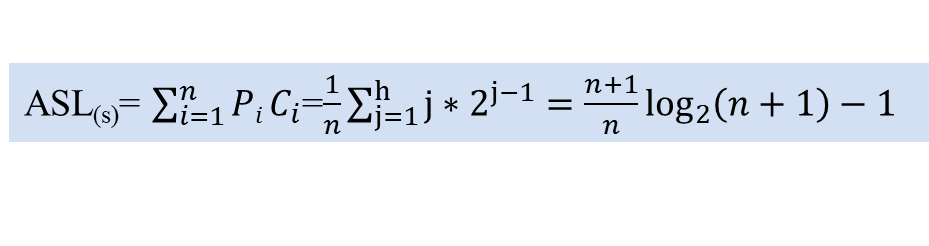 ASL(s)= ∑ⁿᵢ₌₁ Pᵢ Cᵢ=1/n ∑ʰⱼ₌₁ j * 2ʲ⁻¹ = n+1/n log₂(n + 1) − 1